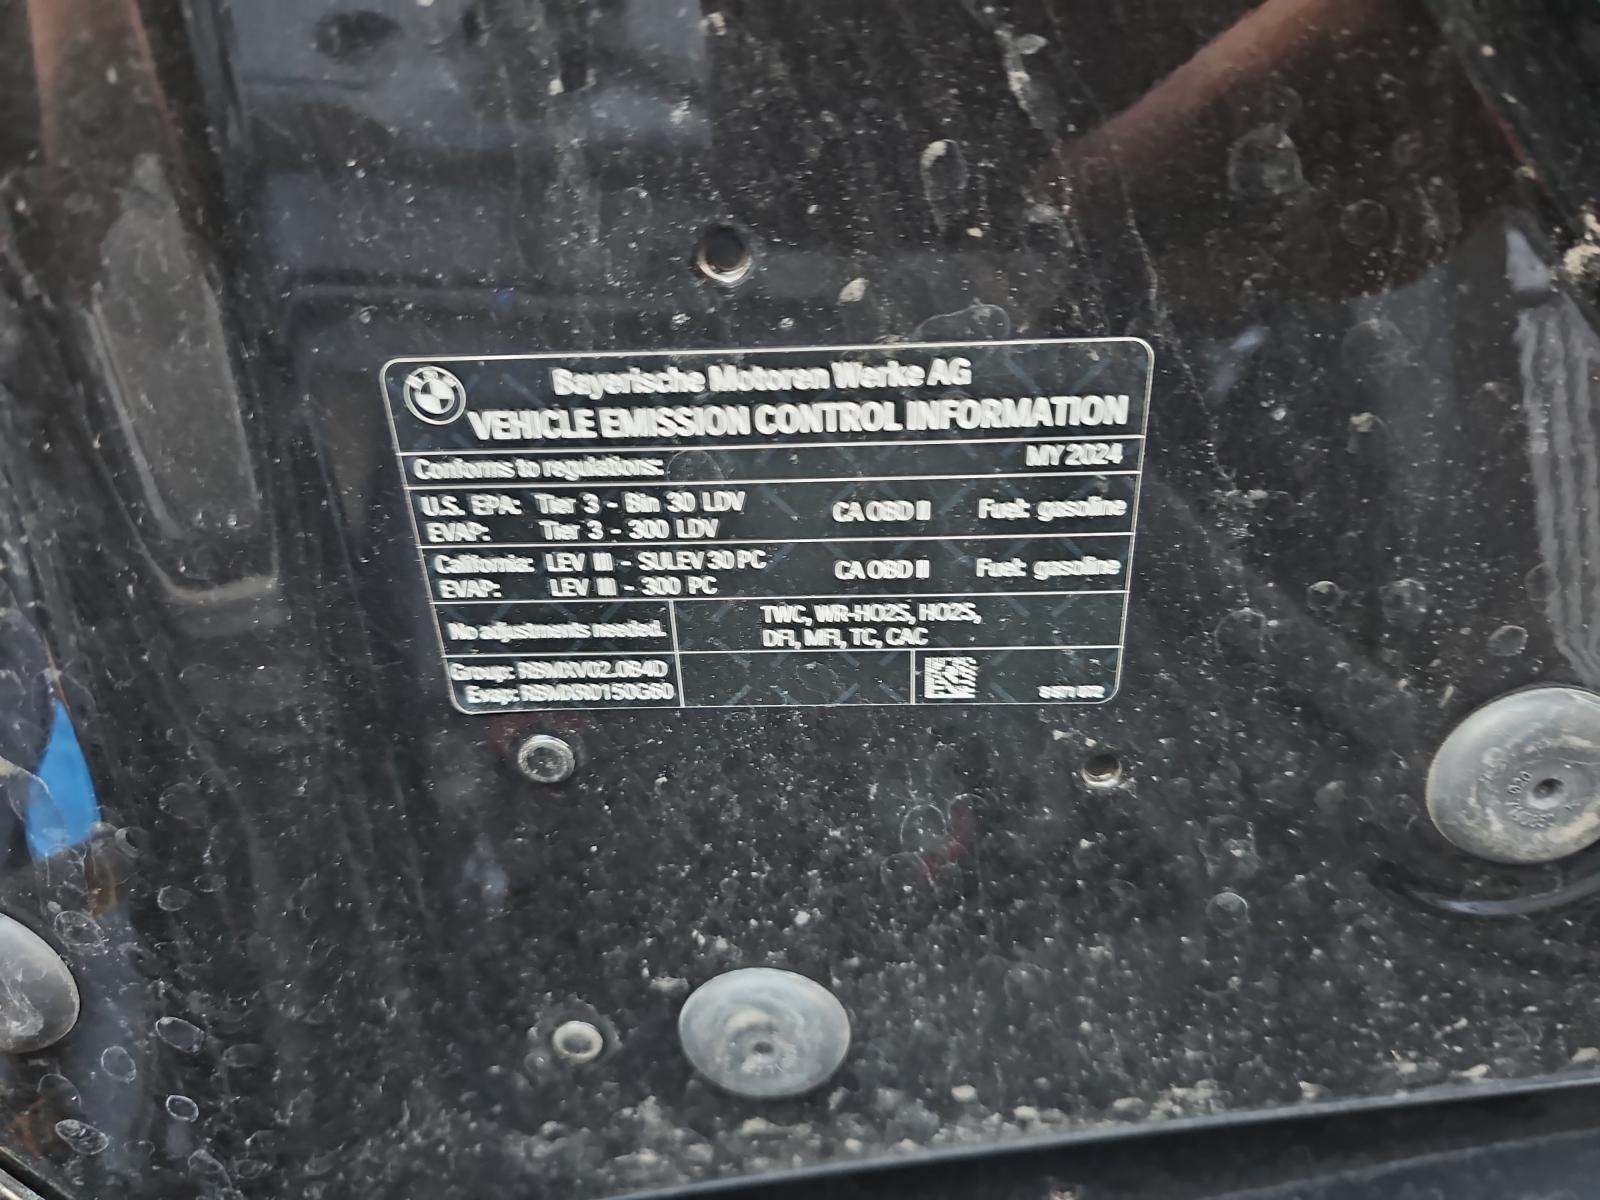 Bayerische Motoren Werke AG
VEHICLE EMISSION CONTROL INFORMATION
Conforms to regulations: MY 2024
U.S. EPA: Tier 3 - Bin 30 LDV CA OBD II Fuel: gasoline
EVAP: Tier 3 - 300 LDV
California: LEV III - SULEV 30 PC CA OBD II Fuel: gasoline
EVAP: LEV III - 300 PC
No adjustments needed.
TWC, WR-HO2S, HO2S,
DFI, MFI, TC, CAC
Group: RBMXV02.0B4D
Evap: